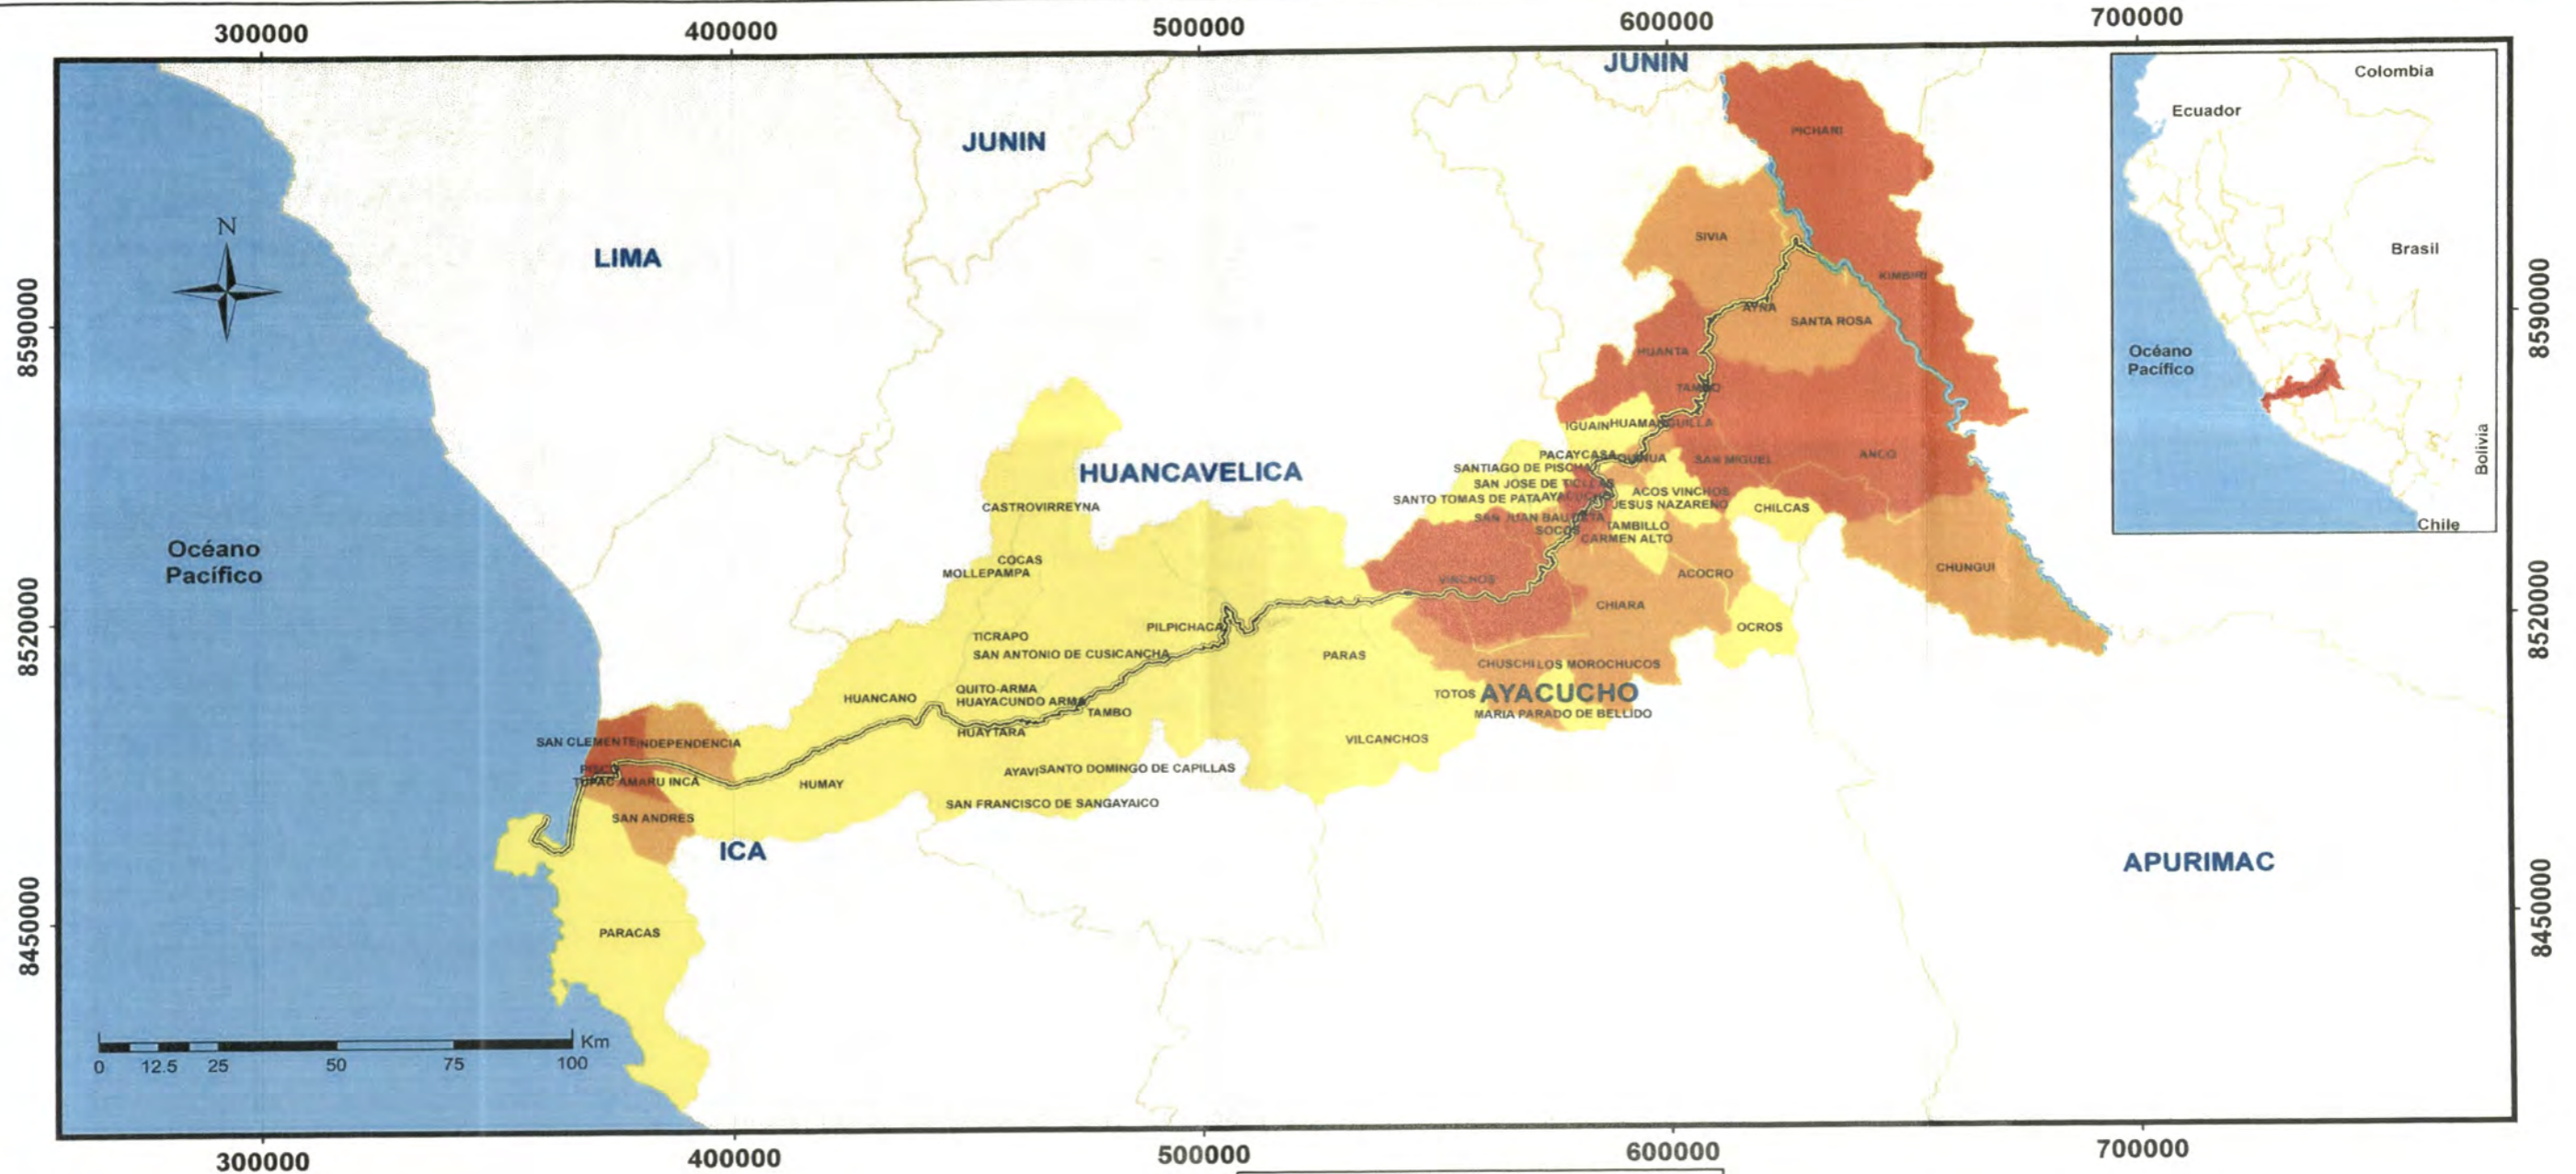 300000 400000 500000 600000 700000
JUNIN
Colombia
Ecuador
PICHARI
JUNIN
N
SIVIA
LIMA
Brasil
KIMBIRI
8590000
8590000
AYNA
SANTA ROSA
HUANTA
Océano
Pacífico
TAMBO
IGUAIN
HUAMANGUILLA
Bolivia
PACAYCASA
QUINUA
SAN MIGUEL
ANCO
HUANCAVELICA
SANTIAGO DE PISCHA
SAN JOSE DE TICLLAS
ACOS VINCHOS
SANTO TOMAS DE PATA
AYACUCHO
JESUS NAZARENO
CASTROVIRREYNA
CHILCAS
SAN JUAN BAUTISTA
TAMBILLO
Chile
SOCOS
CARMEN ALTO
Océano
Pacífico
COCAS
MOLLEPAMPA
VINCHOS
ACOCRO
CHUNGUI
CHIARA
8520000
8520000
PILPICHACA
OCROS
TICRAPO
SAN ANTONIO DE CUSICANCHA
PARAS
CHUSCHI
LOS MOROCHUCOS
QUITO-ARMA
HUANCANO
HUAYACUNDO ARMA
TOTOS
AYACUCHO
TAMBO
MARIA PARADO DE BELLIDO
HUAYTARA
SAN CLEMENTE
INDEPENDENCIA
VILCANCHOS
PISCO
AYAVI
SANTO DOMINGO DE CAPILLAS
TUPAC AMARU INCA
HUMAY
SAN FRANCISCO DE SANGAYAICO
SAN ANDRES
ICA
APURIMAC
8450000
8450000
PARACAS
Km
0 12.5 25 50 75 100
300000 400000 500000 600000 700000